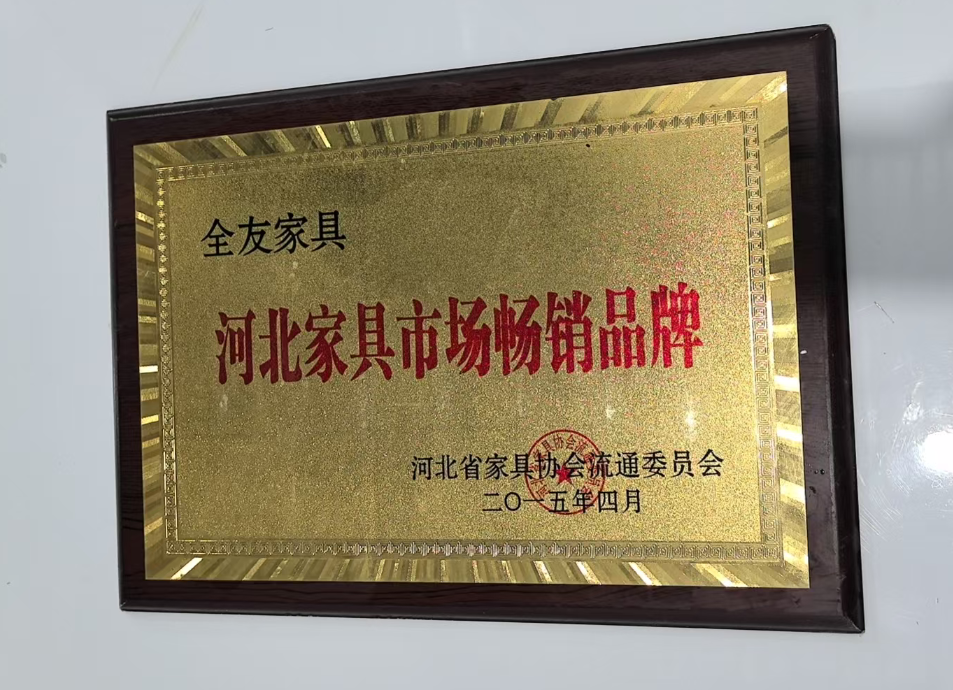 全友家具
河北家具市场畅销品牌
河北省家具协会流通委员会
二〇一五年四月